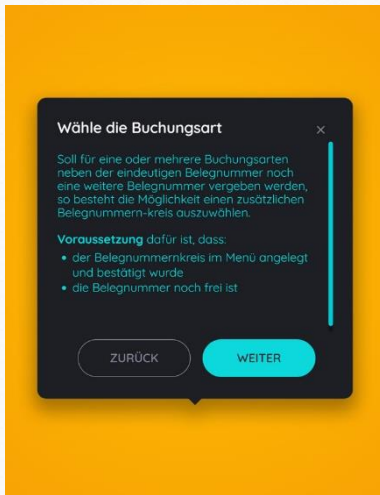 Wähle die Buchungsart
Soll für eine oder mehrere Buchungsarten
neben der eindeutigen Belegnummer noch
eine weitere Belegnummer vergeben werden,
so besteht die Möglichkeit einen zusätzlichen
Belegnummern-kreis auszuwählen.
Voraussetzung dafür ist, dass:
• der Belegnummernkreis im Menü angelegt
und bestätigt wurde
• die Belegnummer noch frei ist
ZURÜCK WEITER